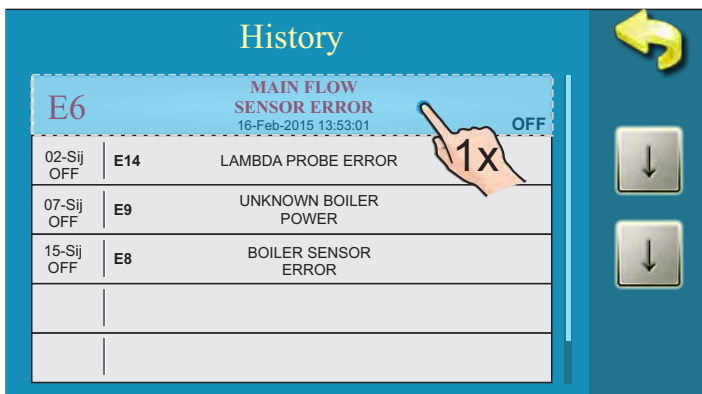 History
E6
MAIN FLOW
SENSOR ERROR
16-Feb-2015 13:53:01
OFF
1x
02-Sij
OFF
E14
LAMBDA PROBE ERROR
07-Sij
OFF
E9
UNKNOWN BOILER
POWER
15-Sij
OFF
E8
BOILER SENSOR
ERROR